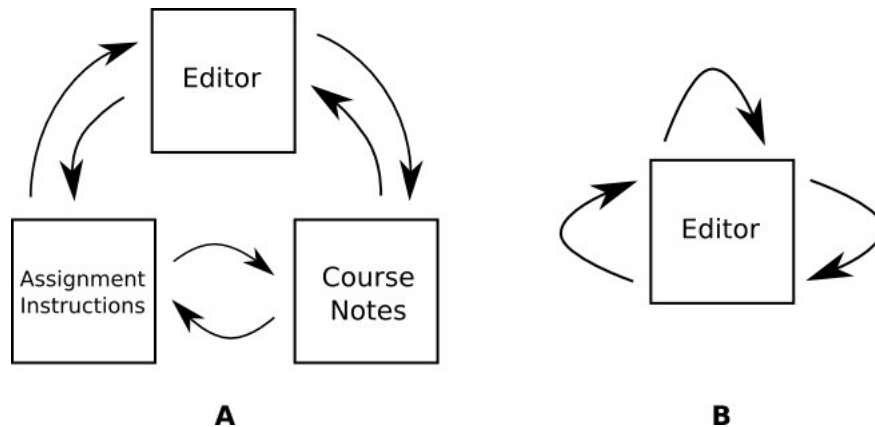 Editor
Assignment
Instructions
Course
Notes
Editor
A
B